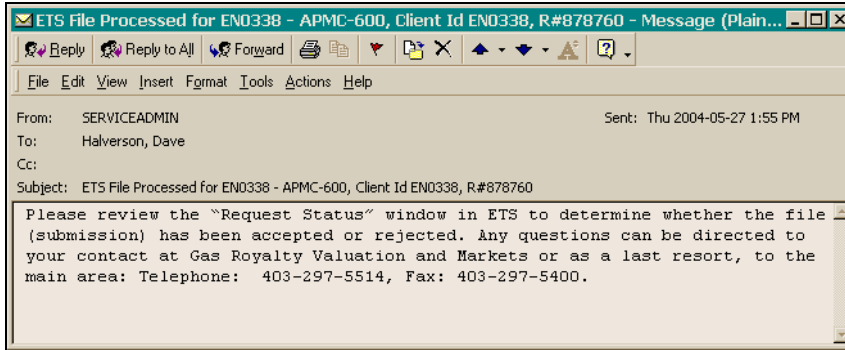 ETS File Processed for EN0338 - APMC-600, Client Id EN0338, R#878760 - Message (Plain...
Reply Reply to All Forward
File Edit View Insert Format Tools Actions Help
From: SERVICEADMIN Sent: Thu 2004-05-27 1:55 PM
To: Halverson, Dave
Cc:
Subject: ETS File Processed for EN0338 - APMC-600, Client Id EN0338, R#878760
Please review the “Request Status” window in ETS to determine whether the file
(submission) has been accepted or rejected. Any questions can be directed to
your contact at Gas Royalty Valuation and Markets or as a last resort, to the
main area: Telephone: 403-297-5514, Fax: 403-297-5400.